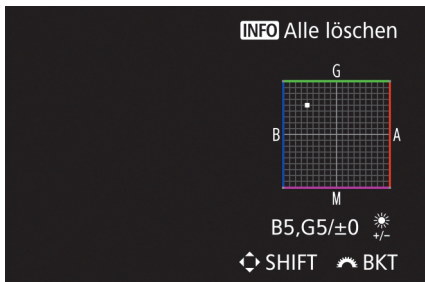 INFO Alle löschen
G
B A
M
B5,G5/±0 +/−
SHIFT BKT